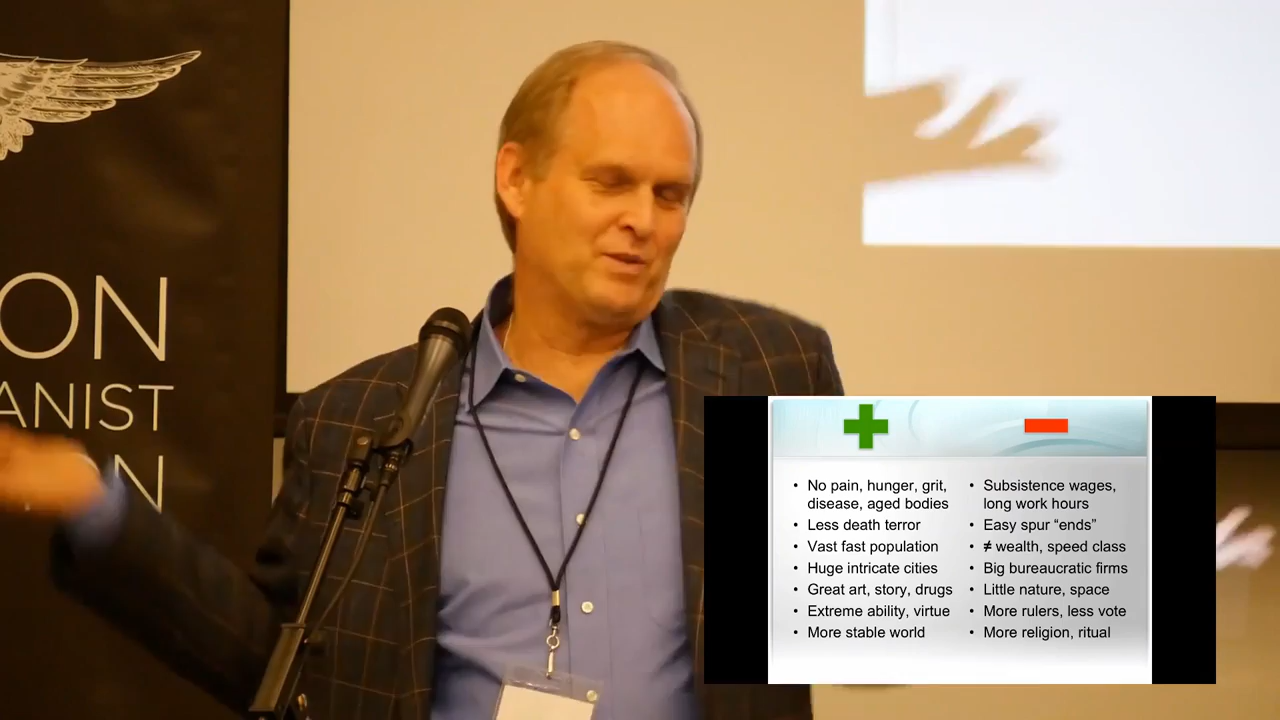 ON
ANIST
ON
No pain, hunger, grit,
disease, aged bodies
Less death terror
Vast fast population
Huge intricate cities
Great art, story, drugs
Extreme ability, virtue
More stable world
Subsistence wages,
long work hours
Easy spur “ends”
≠ wealth, speed class
Big bureaucratic firms
Little nature, space
More rulers, less vote
More religion, ritual